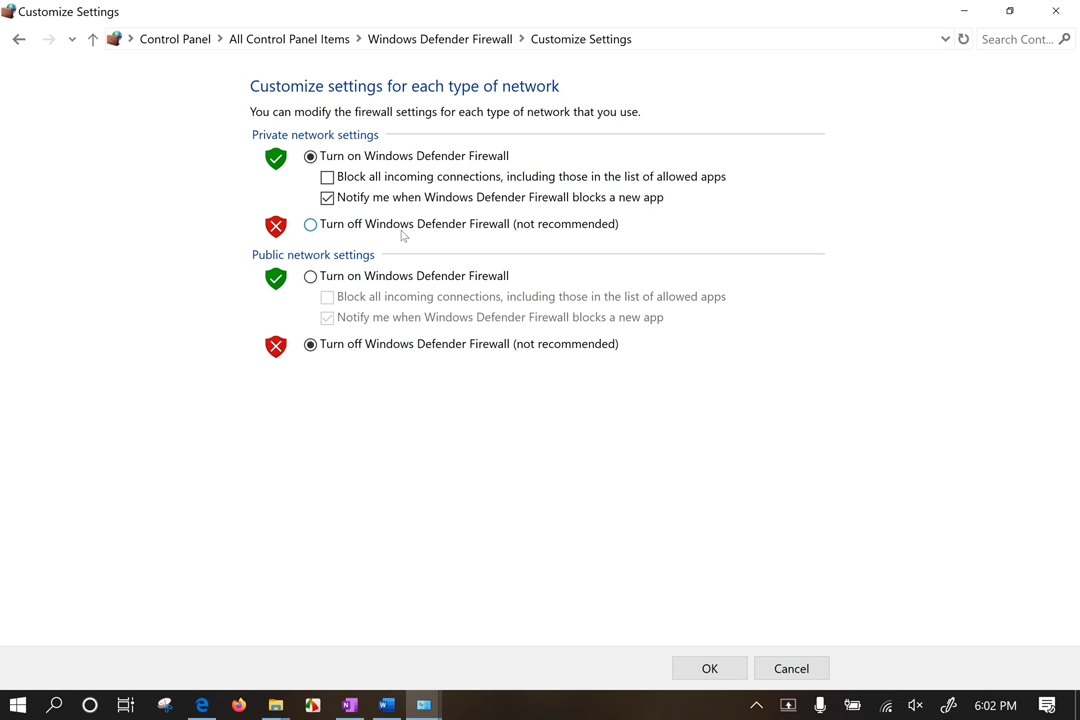 Customize Settings
Control Panel > All Control Panel Items > Windows Defender Firewall > Customize Settings
Search Cont...
Customize settings for each type of network
You can modify the firewall settings for each type of network that you use.
Private network settings
Turn on Windows Defender Firewall
Block all incoming connections, including those in the list of allowed apps
Notify me when Windows Defender Firewall blocks a new app
Turn off Windows Defender Firewall (not recommended)
Public network settings
Turn on Windows Defender Firewall
Block all incoming connections, including those in the list of allowed apps
Notify me when Windows Defender Firewall blocks a new app
Turn off Windows Defender Firewall (not recommended)
OK
Cancel
6:02 PM